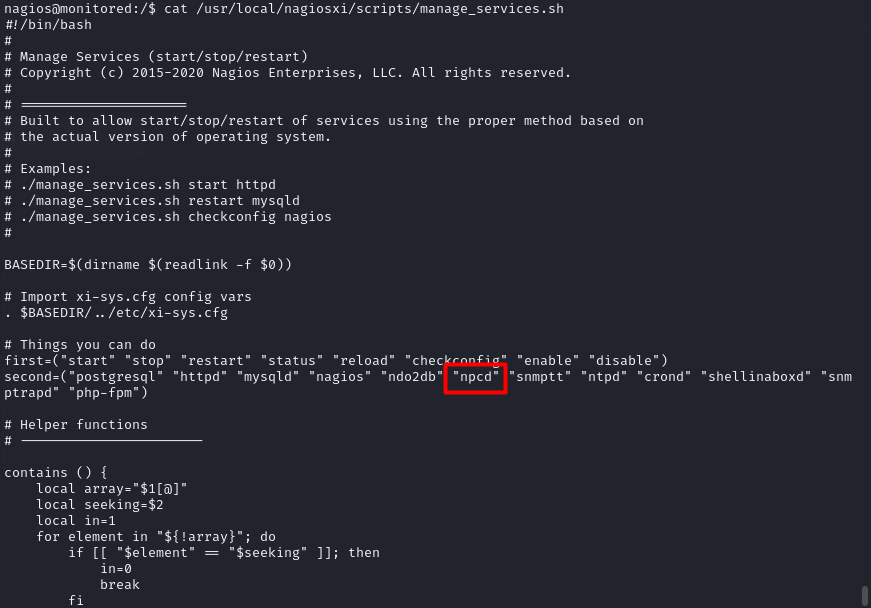 nagios@monitored:/$ cat /usr/local/nagiosxi/scripts/manage_services.sh
#!/bin/bash
#
# Manage Services (start/stop/restart)
# Copyright (c) 2015-2020 Nagios Enterprises, LLC. All rights reserved.
#
# =====================
# Built to allow start/stop/restart of services using the proper method based on
# the actual version of operating system.
#
# Examples:
# ./manage_services.sh start httpd
# ./manage_services.sh restart mysqld
# ./manage_services.sh checkconfig nagios
#

BASEDIR=$(dirname $(readlink -f $0))

# Import xi-sys.cfg config vars
. $BASEDIR/../etc/xi-sys.cfg

# Things you can do
first=("start" "stop" "restart" "status" "reload" "checkconfig" "enable" "disable")
second=("postgresql" "httpd" "mysqld" "nagios" "ndo2db" "npcd" "snmptt" "ntpd" "crond" "shellinaboxd" "snm
ptrapd" "php-fpm")

# Helper functions
# -----------------------

contains () {
    local array="$1[@]"
    local seeking=$2
    local in=1
    for element in "${!array}"; do
        if [[ "$element" == "$seeking" ]]; then
            in=0
            break
        fi